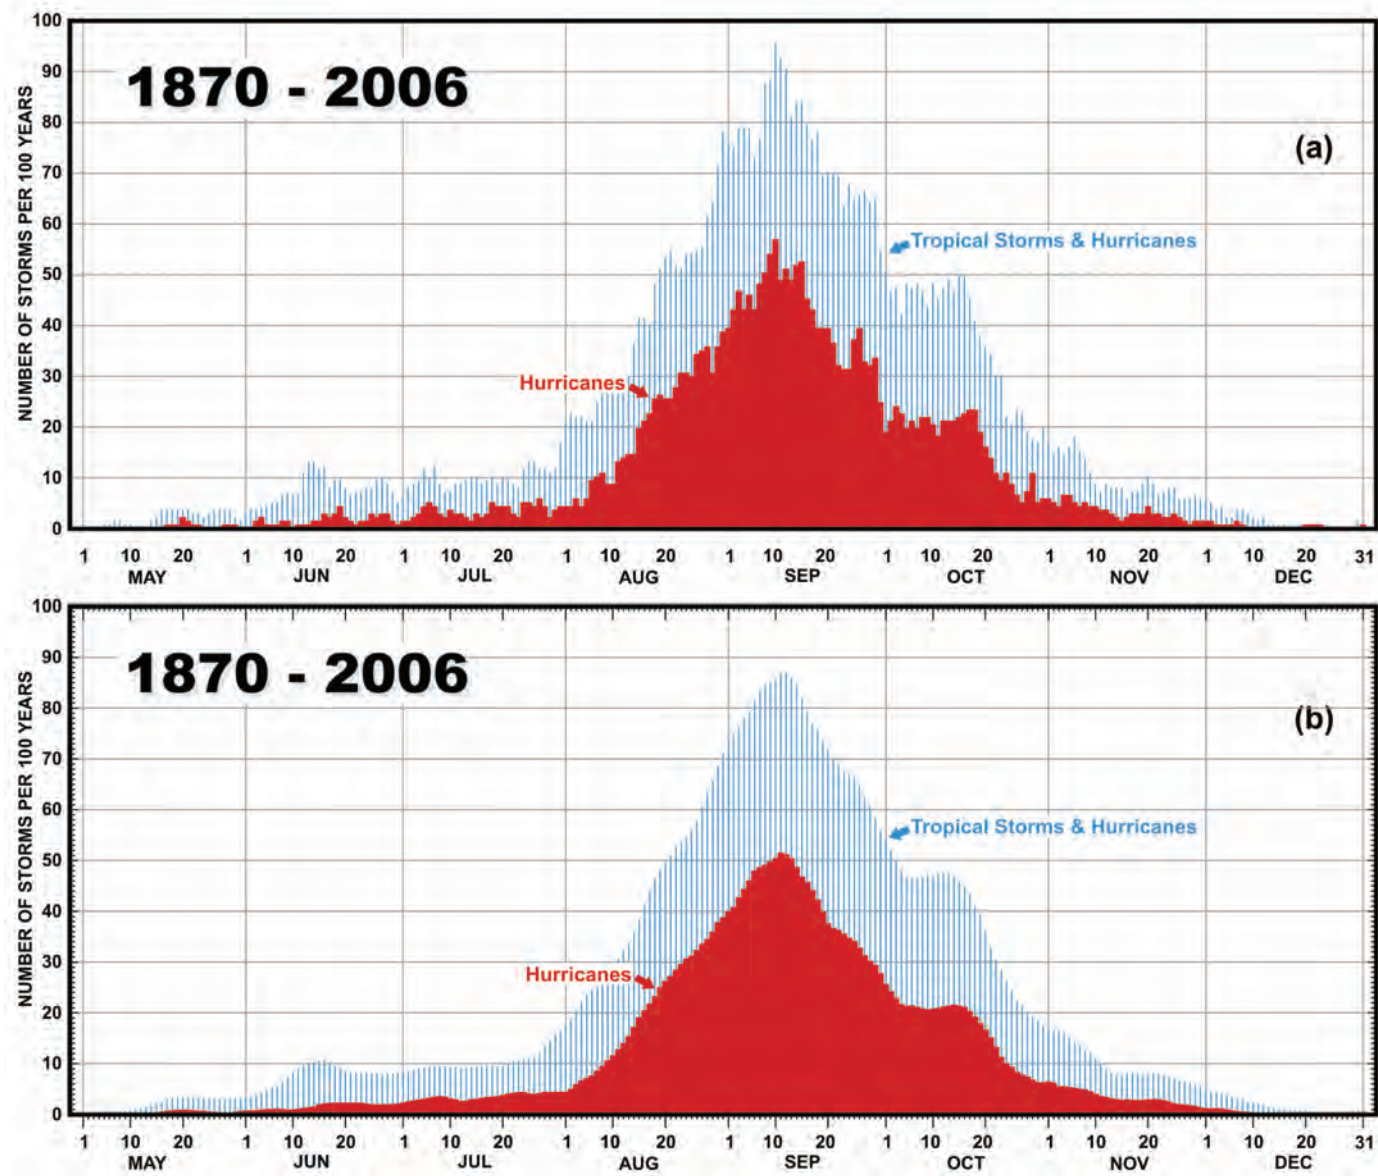 100
90
80
70
60
50
40
30
20
10
0
NUMBER OF STORMS PER 100 YEARS
1870 - 2006
(a)
Tropical Storms & Hurricanes
Hurricanes
1 10 20 1 10 20 1 10 20 1 10 20 1 10 20 1 10 20 1 10 20 1 10 20 31
MAY JUN JUL AUG SEP OCT NOV DEC
100
90
80
70
60
50
40
30
20
10
0
NUMBER OF STORMS PER 100 YEARS
1870 - 2006
(b)
Tropical Storms & Hurricanes
Hurricanes
1 10 20 1 10 20 1 10 20 1 10 20 1 10 20 1 10 20 1 10 20 1 10 20 31
MAY JUN JUL AUG SEP OCT NOV DEC